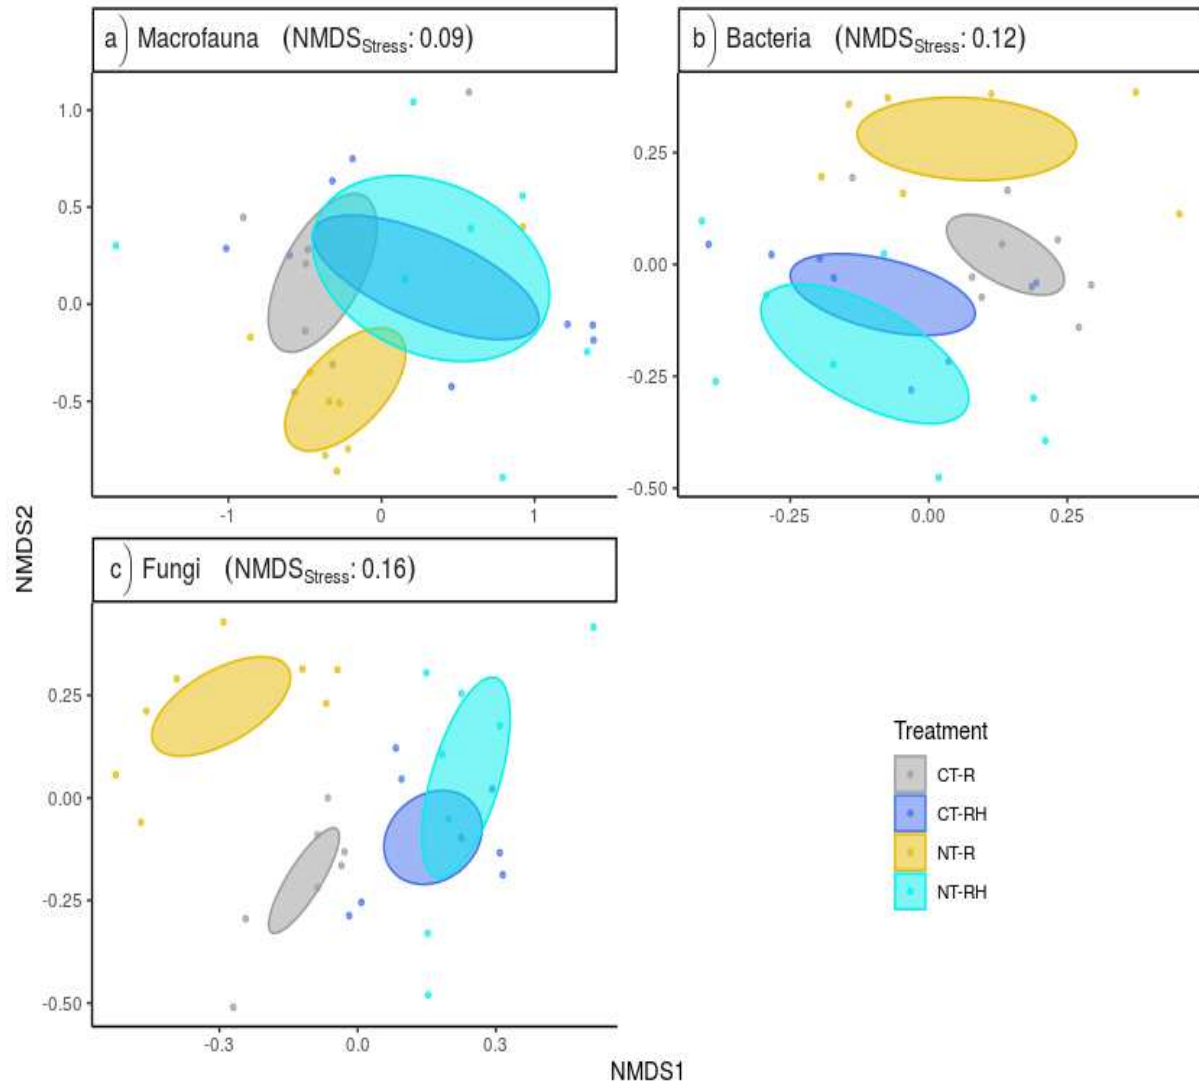 a) Macrofauna (NMDSStress: 0.09)
1.0
0.5
0.0
-0.5
-1
0
1
b) Bacteria (NMDSStress: 0.12)
0.25
0.00
-0.25
-0.50
-0.25
0.00
0.25
NMDS2
c) Fungi (NMDSStress: 0.16)
0.25
0.00
-0.25
-0.50
-0.3
0.0
0.3
NMDS1
Treatment
CT-R
CT-RH
NT-R
NT-RH